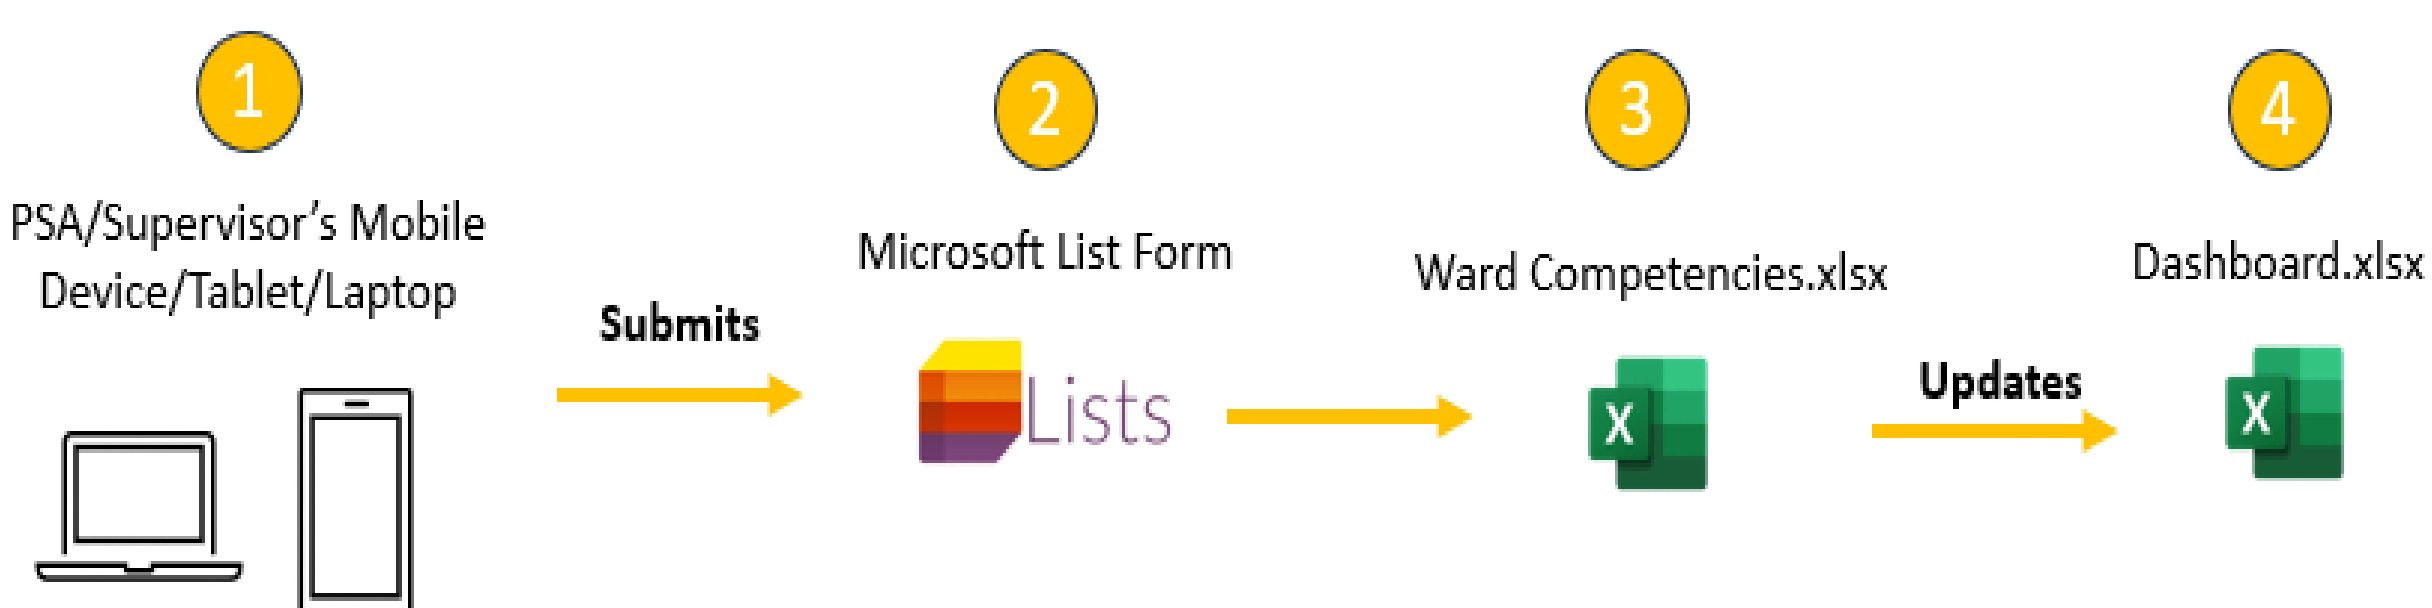 1
PSA/Supervisor's Mobile
Device/Tablet/Laptop
Submits
2
Microsoft List Form
Lists
3
Ward Competencies.xlsx
X
Updates
4
Dashboard.xlsx
X